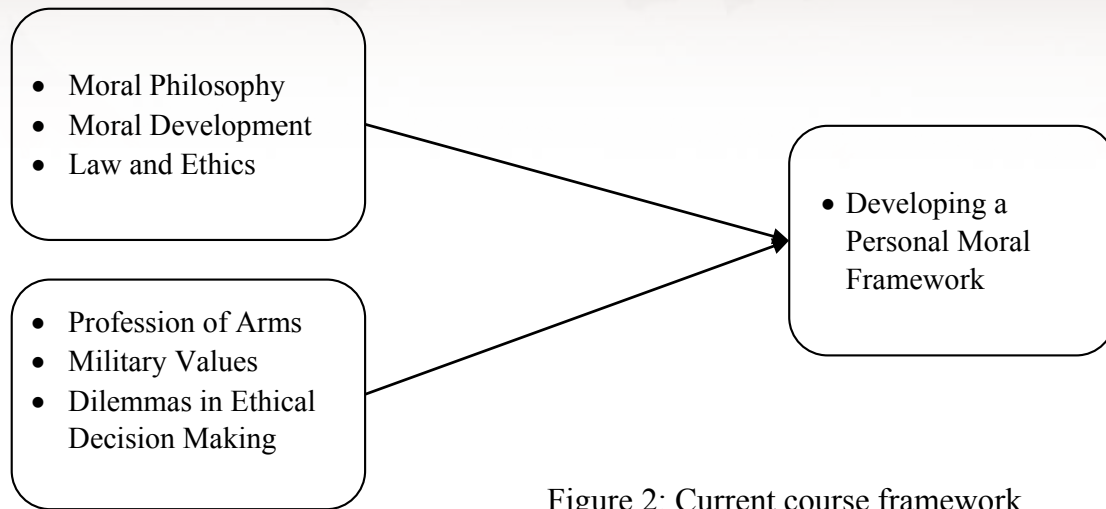 • Moral Philosophy
• Moral Development
• Law and Ethics
• Profession of Arms
• Military Values
• Dilemmas in Ethical
Decision Making
• Developing a
Personal Moral
Framework
Figure 2: Current course framework